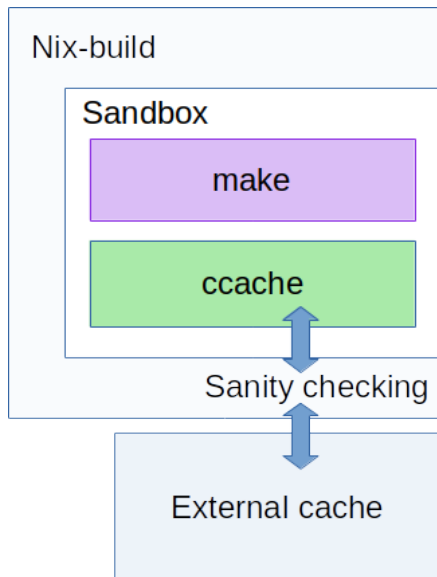 Nix-build
Sandbox
make
ccache
Sanity checking
External cache